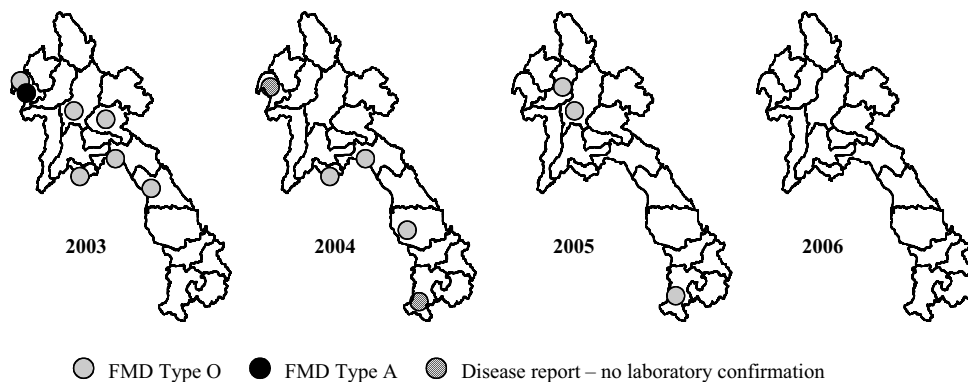 2003 2004 2005 2006
FMD Type O FMD Type A Disease report – no laboratory confirmation